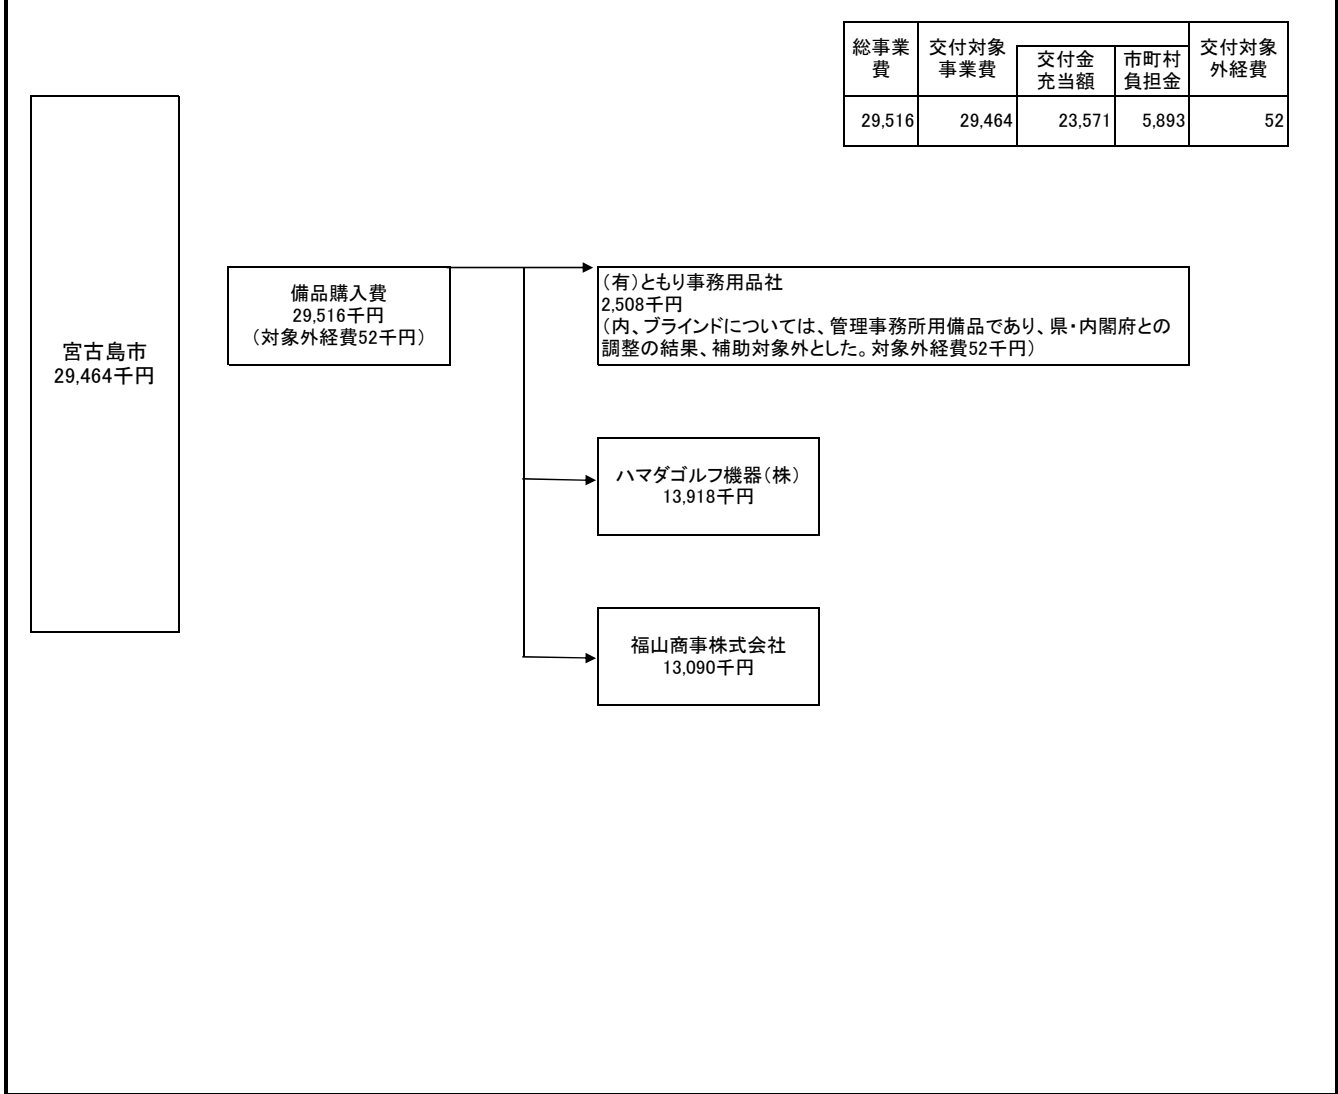 総事業
費
交付対象
事業費
交付金
充当額
市町村
負担金
交付対象
外経費
29,516 29,464 23,571 5,893 52
宮古島市
29,464千円
備品購入費
29,516千円
（対象外経費52千円）
（有）ともり事務用品社
2,508千円
（内、ブラインドについては、管理事務所用備品であり、県・内閣府との
調整の結果、補助対象外とした。対象外経費52千円）
ハマダゴルフ機器（株）
13,918千円
福山商事株式会社
13,090千円